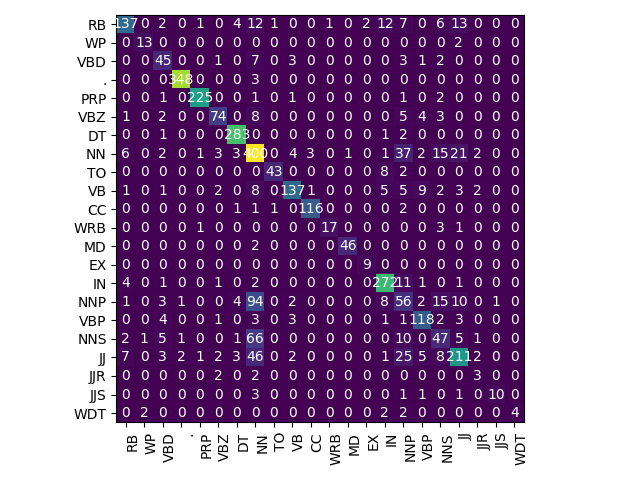 RB 137 0 2 0 1 0 4 12 1 0 0 1 0 2 12 7 0 6 13 0 0 0
WP 0 13 0 0 0 0 0 0 0 0 0 0 0 0 0 0 0 0 2 0 0 0
VBD 0 0 45 0 0 1 0 7 0 3 0 0 0 0 0 3 1 2 0 0 0 0
. 0 0 0 348 0 0 0 3 0 0 0 0 0 0 0 0 0 0 0 0 0 0
PRP 0 0 1 0 225 0 0 1 0 1 0 0 0 0 0 1 0 2 0 0 0 0
VBZ 1 0 2 0 0 74 0 8 0 0 0 0 0 0 0 5 4 3 0 0 0 0
DT 0 0 1 0 0 0 283 0 0 0 0 0 0 0 1 2 0 0 0 0 0 0
NN 6 0 2 0 1 3 3 400 0 4 3 0 1 0 1 37 2 15 21 2 0 0
TO 0 0 0 0 0 0 0 0 43 0 0 0 0 0 8 2 0 0 0 0 0 0
VB 1 0 1 0 0 2 0 8 0 137 1 0 0 0 5 5 9 2 3 2 0 0
CC 0 0 0 0 0 0 1 1 1 0 116 0 0 0 0 2 0 0 0 0 0 0
WRB 0 0 0 0 1 0 0 0 0 0 0 17 0 0 0 0 0 3 1 0 0 0
MD 0 0 0 0 0 0 0 2 0 0 0 0 46 0 0 0 0 0 0 0 0 0
EX 0 0 0 0 0 0 0 0 0 0 0 0 0 9 0 0 0 0 0 0 0 0
IN 4 0 1 0 0 1 0 2 0 0 0 0 0 0 272 11 1 0 1 0 0 0
NNP 1 0 3 1 0 0 4 94 0 2 0 0 0 0 8 56 2 15 10 0 1 0
VBP 0 0 4 0 0 1 0 3 0 3 0 0 0 0 1 11 118 2 3 0 0 0
NNS 2 1 5 1 0 0 1 66 0 0 0 0 0 0 0 10 0 47 5 1 0 0
JJ 7 0 3 2 1 2 3 46 0 2 0 0 0 0 1 25 5 8 211 12 0 0
JJR 0 0 0 0 0 2 0 2 0 0 0 0 0 0 0 0 0 0 0 3 0 0
JJS 0 0 0 0 0 0 0 3 0 0 0 0 0 0 0 1 1 0 1 0 10 0
WDT 0 2 0 0 0 0 0 0 0 0 0 0 0 0 2 2 0 0 0 0 0 4
RB WP VBD . PRP VBZ DT NN TO VB CC WRB MD EX IN NNP VBP NNS JJ JJR JJS WDT